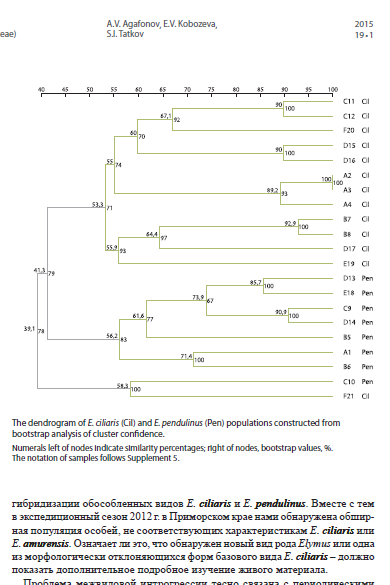 A.V. Agafonov, E.V. Kobozeva, 2015
eae) S.I. Tatkov 19•1
40 45 50 55 60 65 70 75 80 85 90 95 100
90 100 C11 Cil
67,1 92 C12 Cil
60 70 F20 Cil
90 100 D15 Cil
55 74 D16 Cil
100 100 A2 Cil
89,2 93 A3 Cil
53,3 71 A4 Cil
92,9 100 B7 Cil
64,4 97 B8 Cil
55,9 93 D17 Cil
E19 Cil
41,3 79
85,7 100 D13 Pen
73,9 67 E18 Pen
90,9 100 C9 Pen
61,6 77 D14 Pen
56,2 83 B5 Pen
39,1 78
71,4 100 A1 Pen
B6 Pen
58,3 100 C10 Pen
F21 Cil
The dendrogram of E. ciliaris (Cil) and E. pendulinus (Pen) populations constructed from
bootstrap analysis of cluster confidence.
Numerals left of nodes indicate similarity percentages; right of nodes, bootstrap values, %.
The notation of samples follows Supplement 5.
гибридизации обособленных видов E. ciliaris и E. pendulinus. Вместе с тем
в экспедиционный сезон 2012 г. в Приморском крае нами обнаружена обшир-
ная популяция особей, не соответствующих характеристикам E. ciliaris или
E. amurensis. Означает ли это, что обнаружен новый вид рода Elymus или одна
из морфологически отклоняющихся форм базового вида E. ciliaris – должно
показать дополнительное подробное изучение живого материала.
Проблема межвидовой интрогрессии тесно связана с периодическими